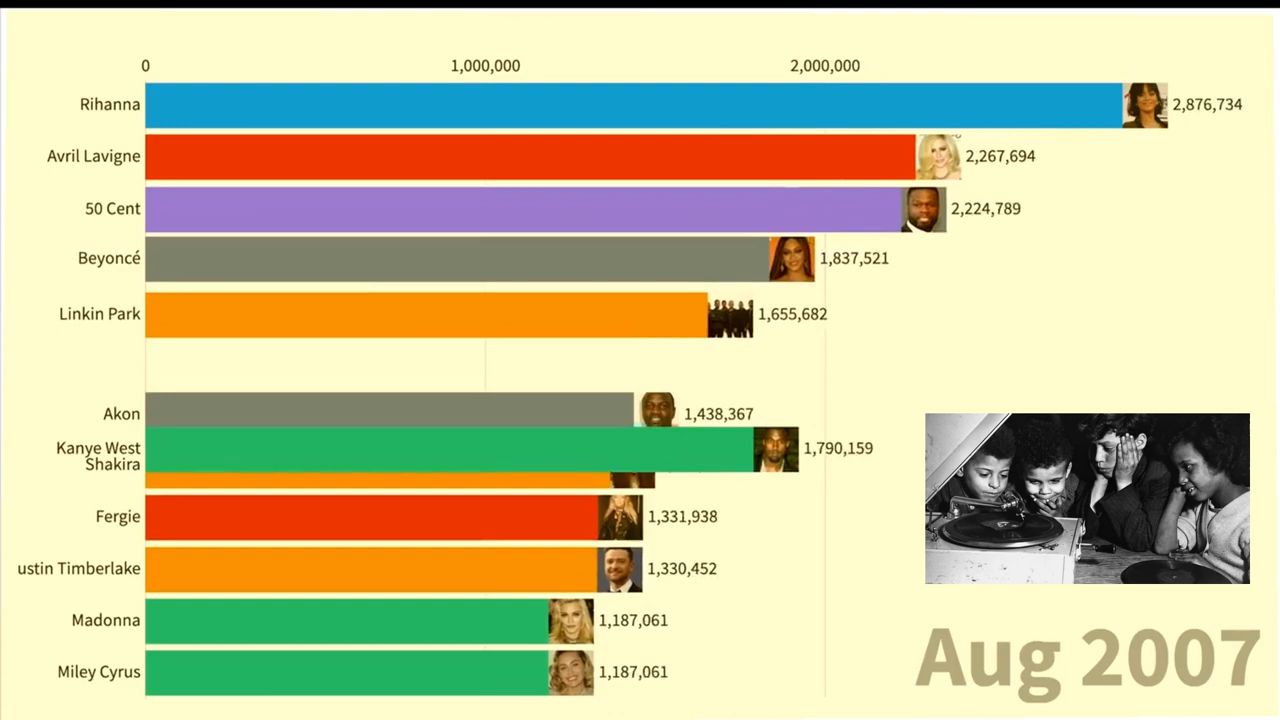 0 1,000,000 2,000,000
Rihanna 2,876,734
Avril Lavigne 2,267,694
50 Cent 2,224,789
Beyoncé 1,837,521
Linkin Park 1,655,682
Akon 1,438,367
Kanye West 1,790,159
Shakira
Fergie 1,331,938
ustin Timberlake 1,330,452
Madonna 1,187,061
Miley Cyrus 1,187,061
Aug 2007